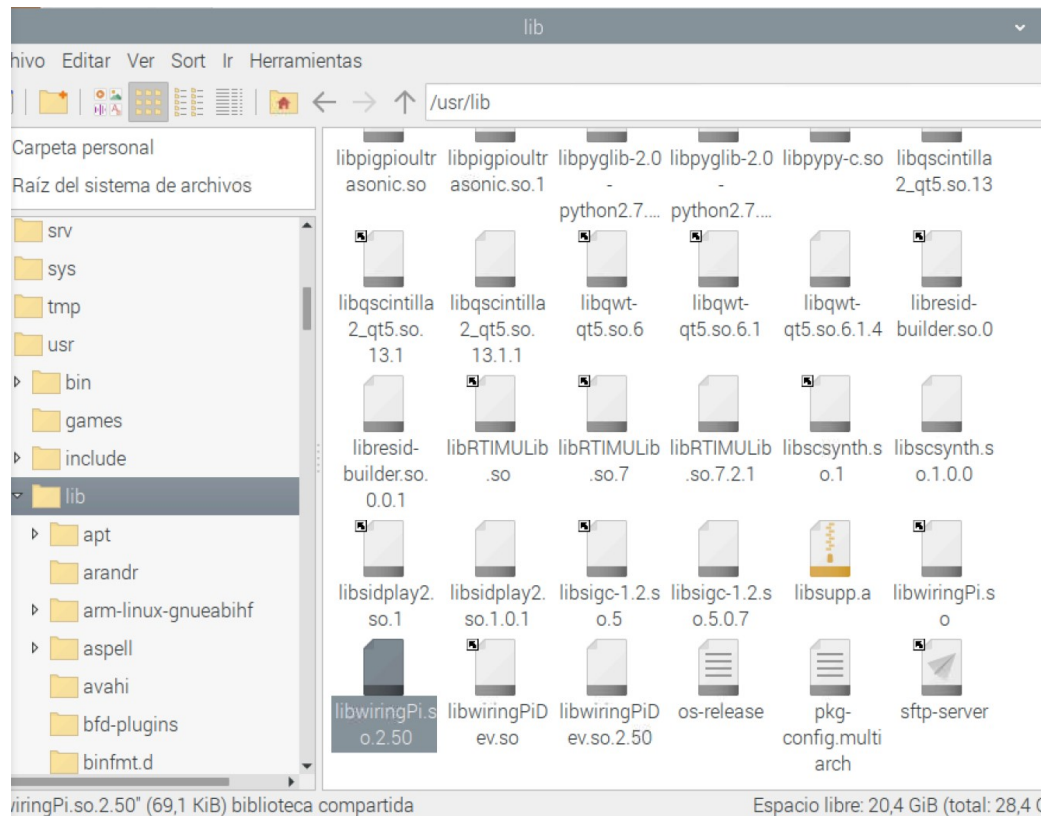 lib
hivo Editar Ver Sort Ir Herramientas
/usr/lib
Carpeta personal
Raíz del sistema de archivos
srv
sys
tmp
usr
bin
games
include
lib
apt
arandr
arm-linux-gnueabihf
aspell
avahi
bfd-plugins
binfmt.d
libpigpioultr libpigpioultr libpyglib-2.0 libpyglib-2.0 libpypy-c.so libqscintilla
asonic.so asonic.so.1 - - 2_qt5.so.13
python2.7.... python2.7....
libqscintilla libqscintilla libqwt- libqwt- libqwt- libresid-
2_qt5.so. 2_qt5.so. qt5.so.6 qt5.so.6.1 qt5.so.6.1.4 builder.so.0
13.1 13.1.1
libresid- libRTIMULib libRTIMULib libRTIMULib libscsynth.s libscsynth.s
builder.so. .so .so.7 .so.7.2.1 o.1 o.1.0.0
0.0.1
libsidplay2. libsidplay2. libsigc-1.2.s libsigc-1.2.s libsupp.a libwiringPi.s
so.1 so.1.0.1 o.5 o.5.0.7 o
libwiringPi.s libwiringPiD libwiringPiD os-release pkg- sftp-server
o.2.50 ev.so ev.so.2.50 config.multi
arch
viringPi.so.2.50" (69,1 KiB) biblioteca compartida Espacio libre: 20,4 GiB (total: 28,4 G